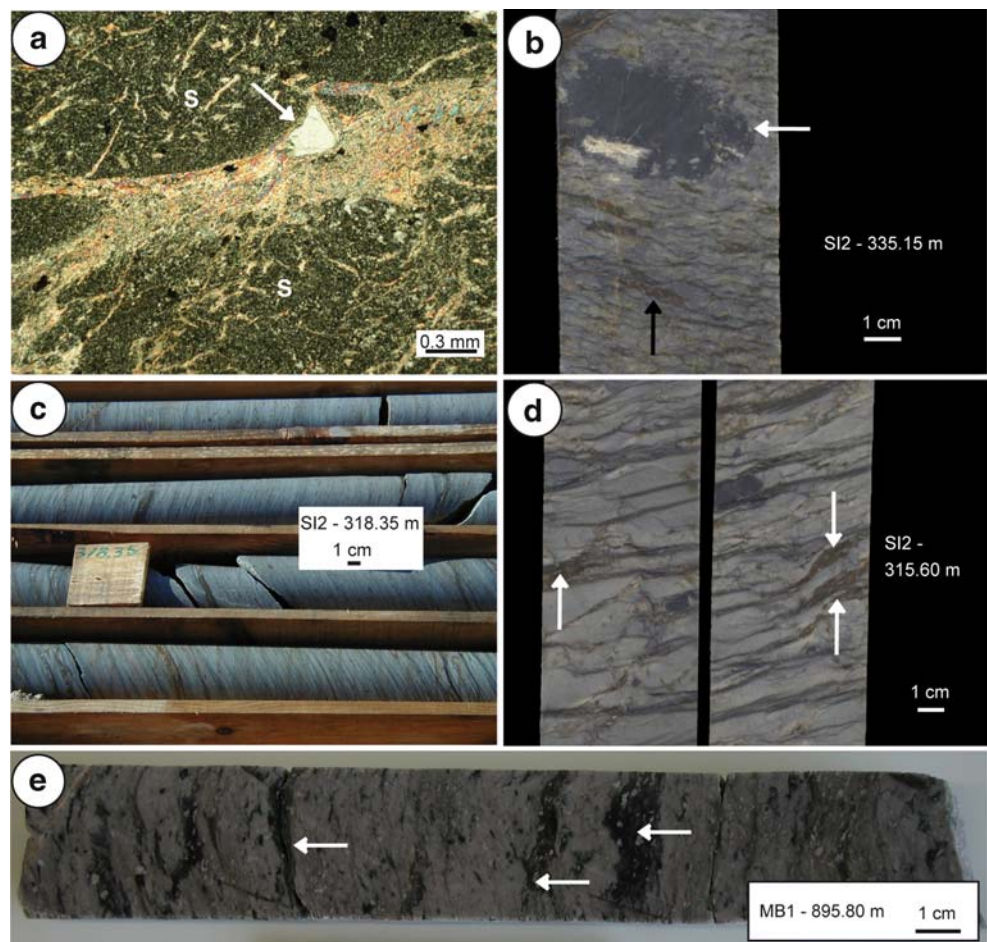 a
S
S
0.3 mm
b
SI2 - 335.15 m
1 cm
c
SI2 - 318.35 m
1 cm
318.35
d
SI2 -
315.60 m
1 cm
e
MB1 - 895.80 m
1 cm